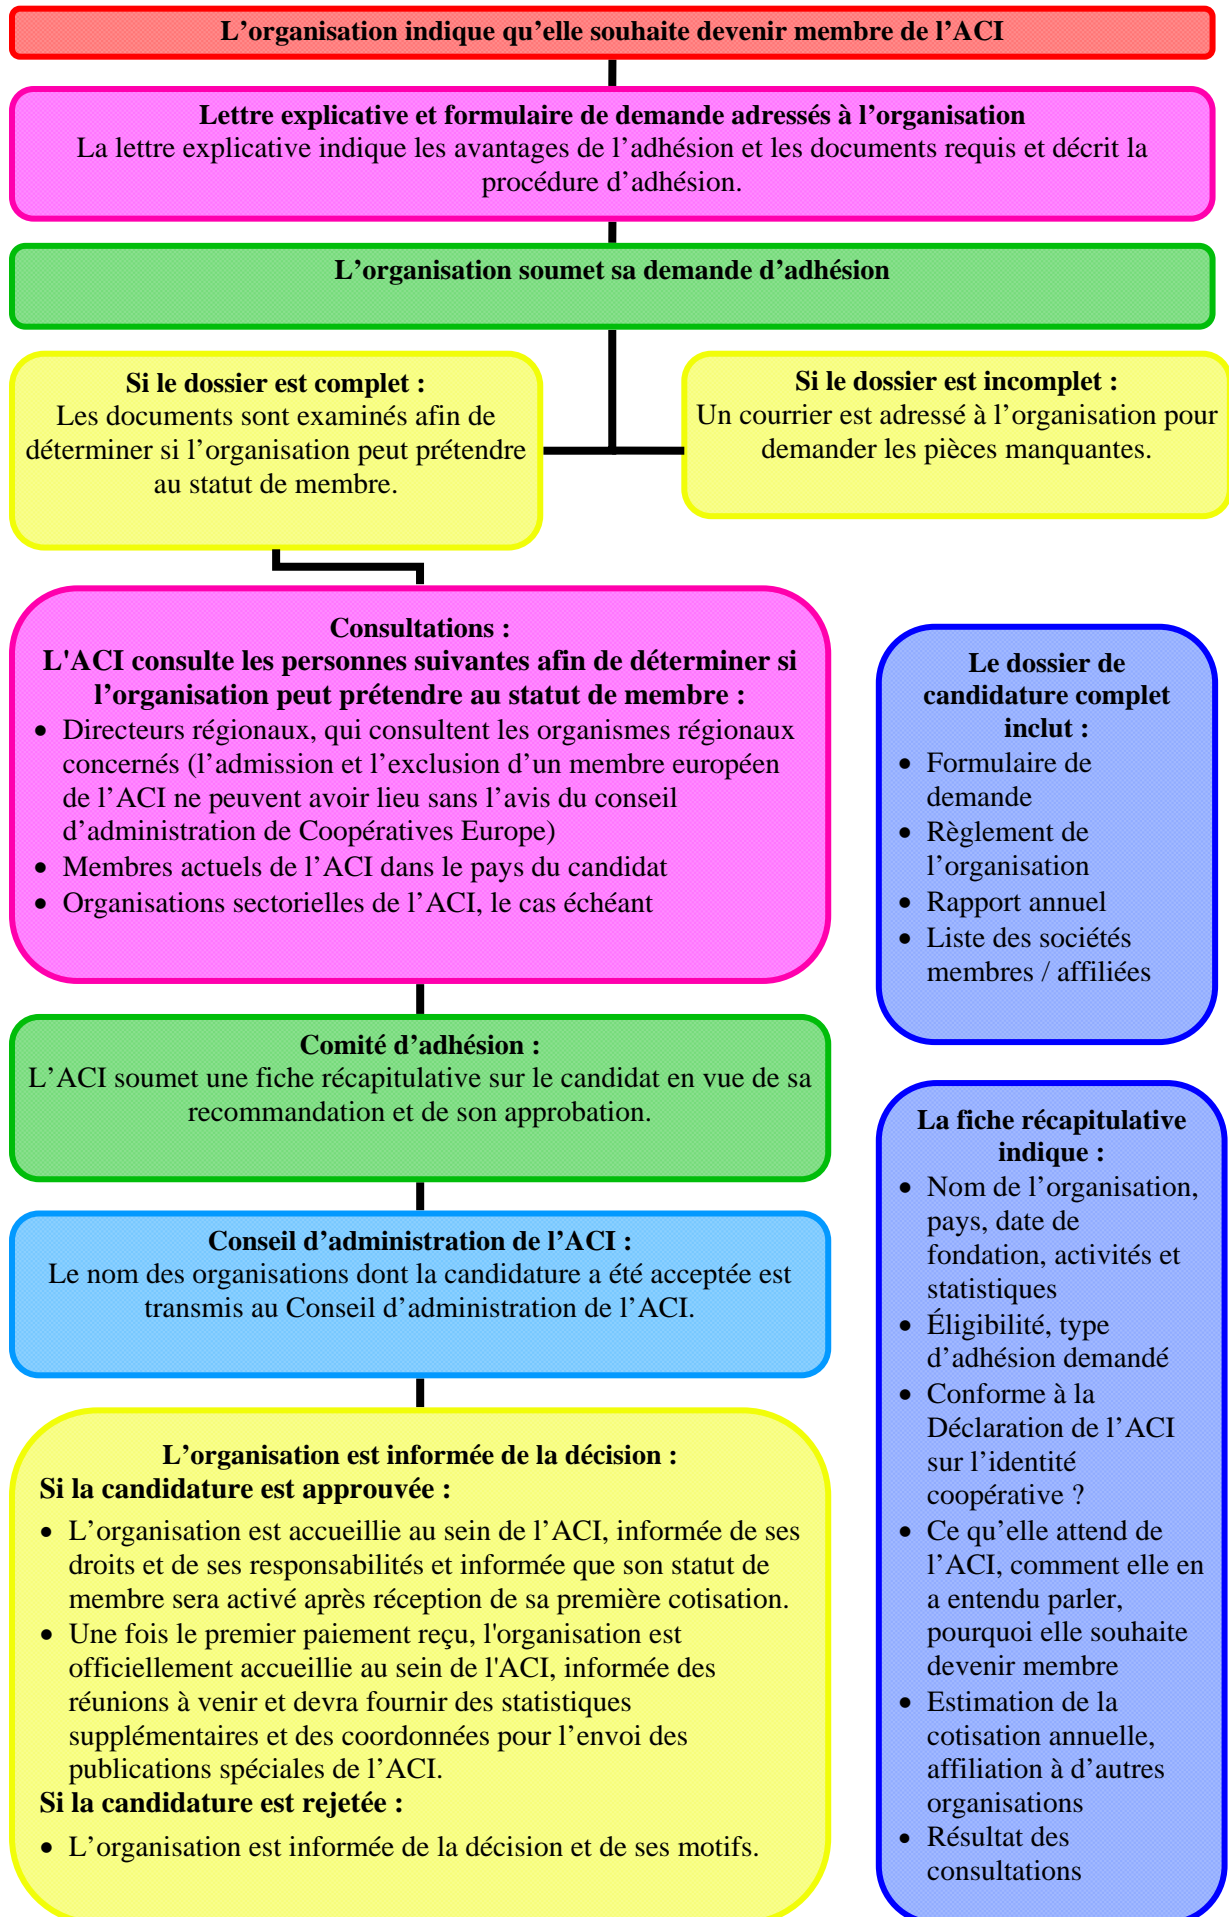 L’organisation indique qu’elle souhaite devenir membre de l’ACI
Lettre explicative et formulaire de demande adressés à l’organisation
La lettre explicative indique les avantages de l’adhésion et les documents requis et décrit la
procédure d’adhésion.
L’organisation soumet sa demande d’adhésion
Si le dossier est complet :
Les documents sont examinés afin de
déterminer si l’organisation peut prétendre
au statut de membre.
Si le dossier est incomplet :
Un courrier est adressé à l’organisation pour
demander les pièces manquantes.
Consultations :
L'ACI consulte les personnes suivantes afin de déterminer si
l’organisation peut prétendre au statut de membre :
• Directeurs régionaux, qui consultent les organismes régionaux
concernés (l’admission et l’exclusion d’un membre européen
de l’ACI ne peuvent avoir lieu sans l’avis du conseil
d’administration de Coopératives Europe)
• Membres actuels de l’ACI dans le pays du candidat
• Organisations sectorielles de l’ACI, le cas échéant
Le dossier de
candidature complet
inclut :
• Formulaire de
demande
• Règlement de
l’organisation
• Rapport annuel
• Liste des sociétés
membres / affiliées
Comité d’adhésion :
L’ACI soumet une fiche récapitulative sur le candidat en vue de sa
recommandation et de son approbation.
Conseil d’administration de l’ACI :
Le nom des organisations dont la candidature a été acceptée est
transmis au Conseil d’administration de l’ACI.
L’organisation est informée de la décision :
Si la candidature est approuvée :
• L’organisation est accueillie au sein de l’ACI, informée de ses
droits et de ses responsabilités et informée que son statut de
membre sera activé après réception de sa première cotisation.
• Une fois le premier paiement reçu, l'organisation est
officiellement accueillie au sein de l'ACI, informée des
réunions à venir et devra fournir des statistiques
supplémentaires et des coordonnées pour l’envoi des
publications spéciales de l’ACI.
Si la candidature est rejetée :
• L’organisation est informée de la décision et de ses motifs.
La fiche récapitulative
indique :
• Nom de l’organisation,
pays, date de
fondation, activités et
statistiques
• Éligibilité, type
d’adhésion demandé
• Conforme à la
Déclaration de l’ACI
sur l’identité
coopérative ?
• Ce qu’elle attend de
l’ACI, comment elle en
a entendu parler,
pourquoi elle souhaite
devenir membre
• Estimation de la
cotisation annuelle,
affiliation à d’autres
organisations
• Résultat des
consultations